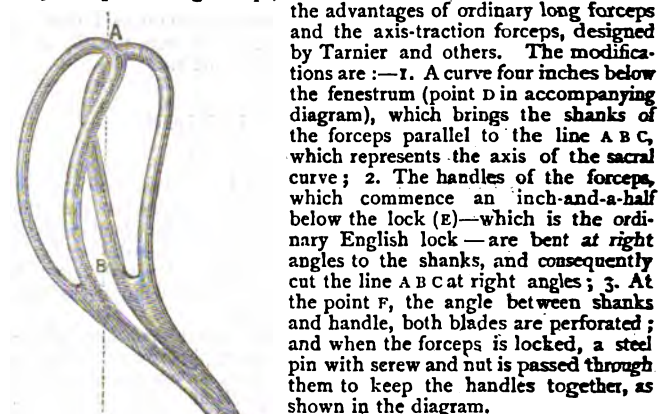 A
B
the advantages of ordinary long forceps
and the axis-traction forceps, designed
by Tarnier and others. The modifica-
tions are :—1. A curve four inches below
the fenestrum (point D in accompanying
diagram), which brings the shanks of
the forceps parallel to the line A B C,
which represents the axis of the sacral
curve ; 2. The handles of the forceps,
which commence an inch-and-a-half
below the lock (E)—which is the ordi-
nary English lock — are bent at right
angles to the shanks, and consequently
cut the line A B C at right angles ; 3. At
the point F, the angle between shanks
and handle, both blades are perforated ;
and when the forceps is locked, a steel
pin with serew and nut is passed through
them to keep the handles together, as
shown in the diagram.